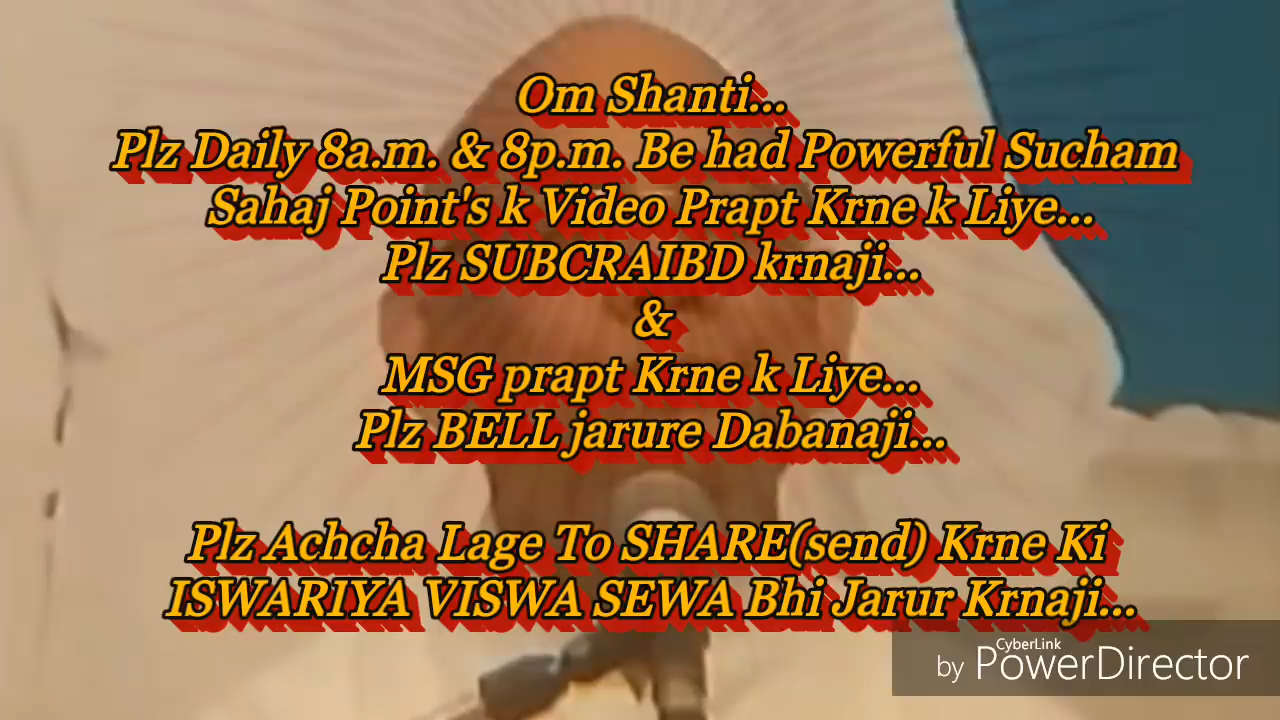 Om Shanti...
Plz Daily 8a.m. & 8p.m. Be had Powerful Sucham
Sahaj Point's k Video Prapt Krne k Liye...
Plz SUBCRAIBD krnaji...
&
MSG prapt Krne k Liye...
Plz BELL jarure Dabanaji...
Plz Achcha Lage To SHARE(send) Krne Ki
ISWARIYA VISWA SEWA Bhi Jarur Krnaji...
CyberLink
by PowerDirector